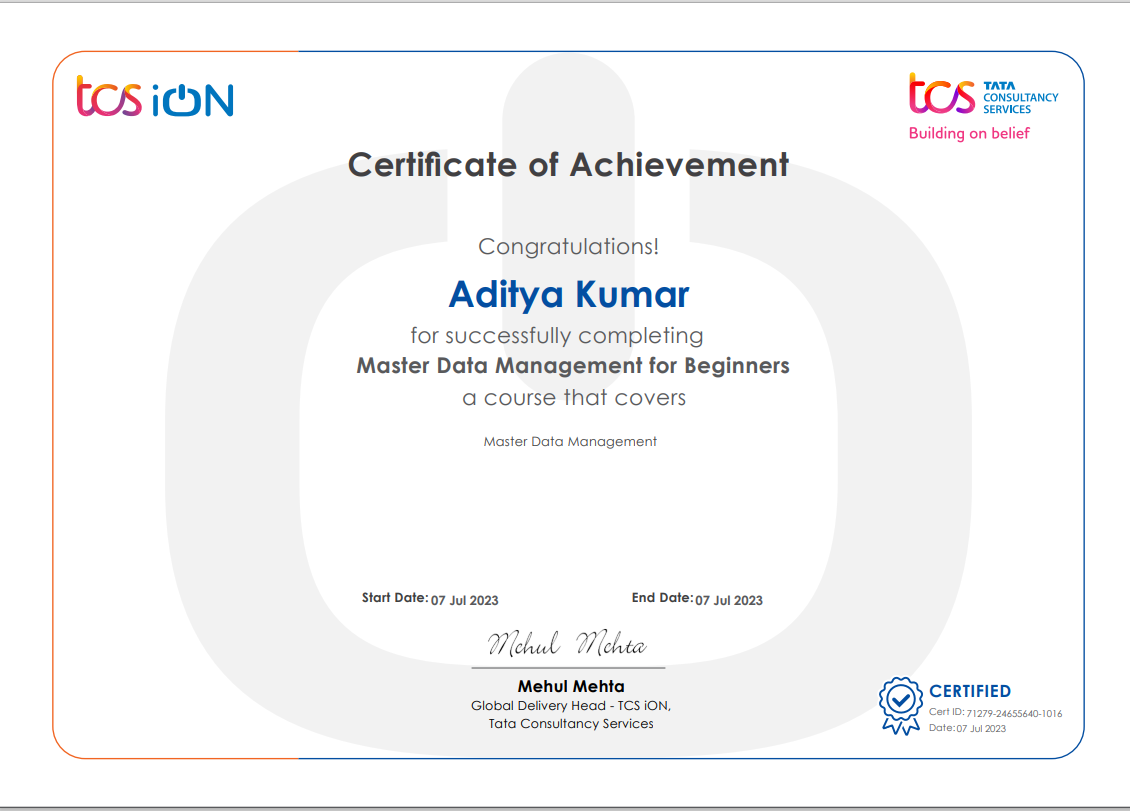 tcs iON
tcs TATA
CONSULTANCY
SERVICES
Building on belief
Certificate of Achievement
Congratulations!
Aditya Kumar
for successfully completing
Master Data Management for Beginners
a course that covers
Master Data Management
Start Date: 07 Jul 2023 End Date: 07 Jul 2023
Mehul Mehta
Mehul Mehta
Global Delivery Head - TCS iON,
Tata Consultancy Services
CERTIFIED
Cert ID: 71279-24655640-1016
Date: 07 Jul 2023